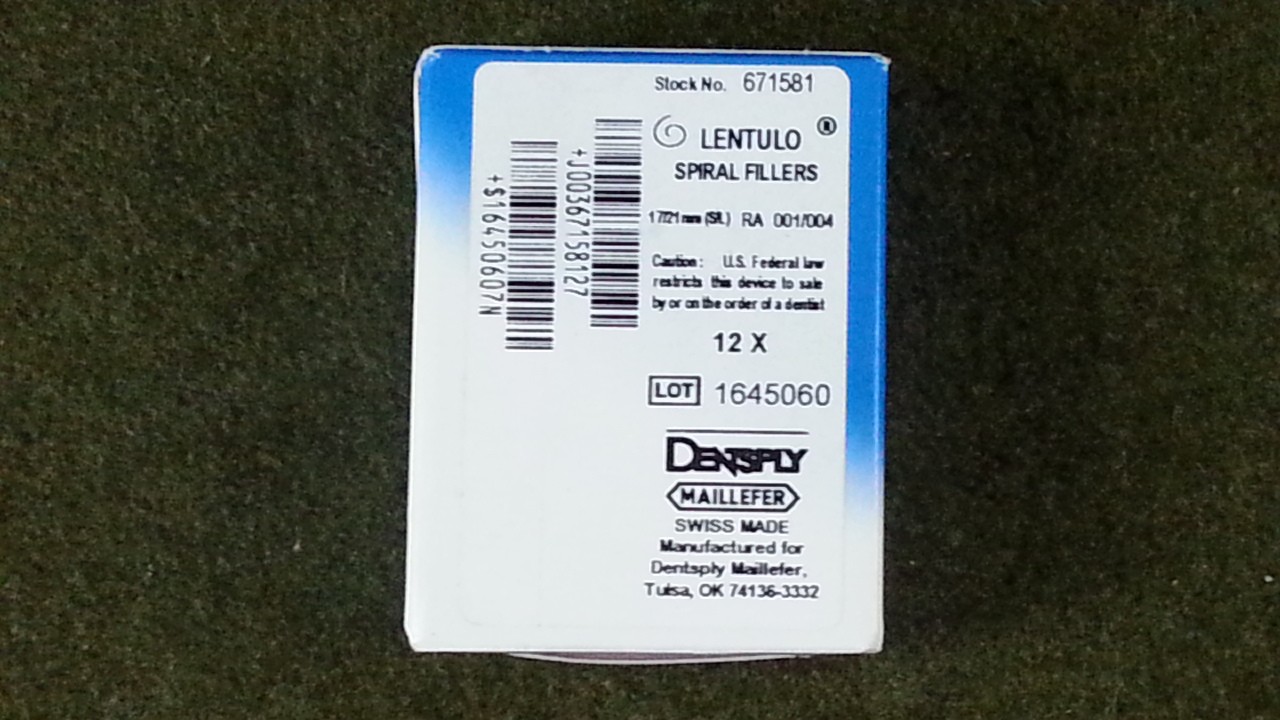 Stock No. 671581
LENTULO ®
SPIRAL FILLERS
17/21 mm (S/L) RA 001/004
Caution: U.S. Federal law
restricts this device to sale
by or on the order of a dentist
12 X
LOT 1645060
DENTSPLY
MAILLEFER
SWISS MADE
Manufactured for
Dentsply Maillefer,
Tulsa, OK 74136-3332
+J00367158127
+$16450607N